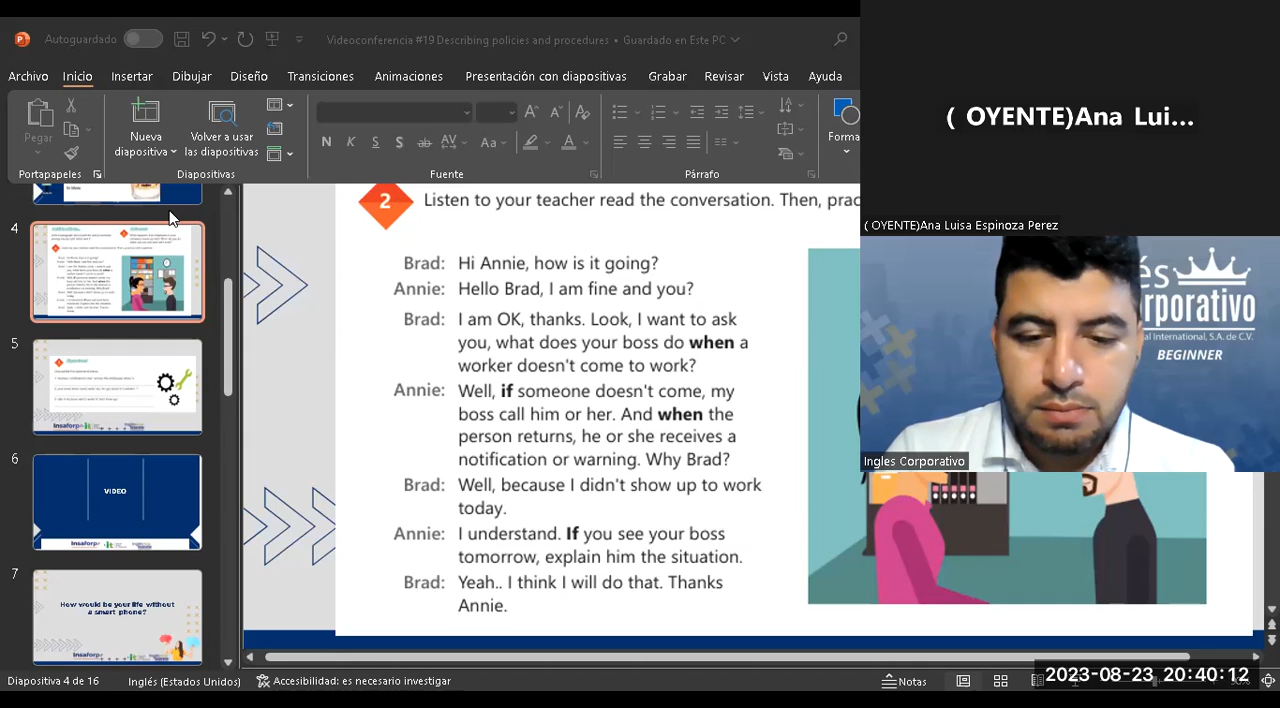 Autoguardado
Videoconferencia #19 Describing policies and procedures • Guardado en Este PC
Archivo Inicio Insertar Dibujar Diseño Transiciones Animaciones Presentación con diapositivas Grabar Revisar Vista Ayuda
Pegar
Nueva diapositiva
Volver a usar las diapositivas
Forma
N K S S ab AV Aa A
Portapapeles Diapositivas Fuente Párrafo
4
5
6
VIDEO
7
How would be your life without
a smart phone?
2 Listen to your teacher read the conversation. Then, prac
Brad: Hi Annie, how is it going?
Annie: Hello Brad, I am fine and you?
Brad: I am OK, thanks. Look, I want to ask
you, what does your boss do when a
worker doesn't come to work?
Annie: Well, if someone doesn't come, my
boss call him or her. And when the
person returns, he or she receives a
notification or warning. Why Brad?
Brad: Well, because I didn't show up to work
today.
Annie: I understand. If you see your boss
tomorrow, explain him the situation.
Brad: Yeah.. I think I will do that. Thanks
Annie.
( OYENTE)Ana Lui...
( OYENTE)Ana Luisa Espinoza Perez
és
rporativo
al International, S.A. de C.V.
BEGINNER
Ingles Corporativo
Diapositiva 4 de 16 Inglés (Estados Unidos) Accesibilidad: es necesario investigar
Notas
2023-08-23 20:40:12